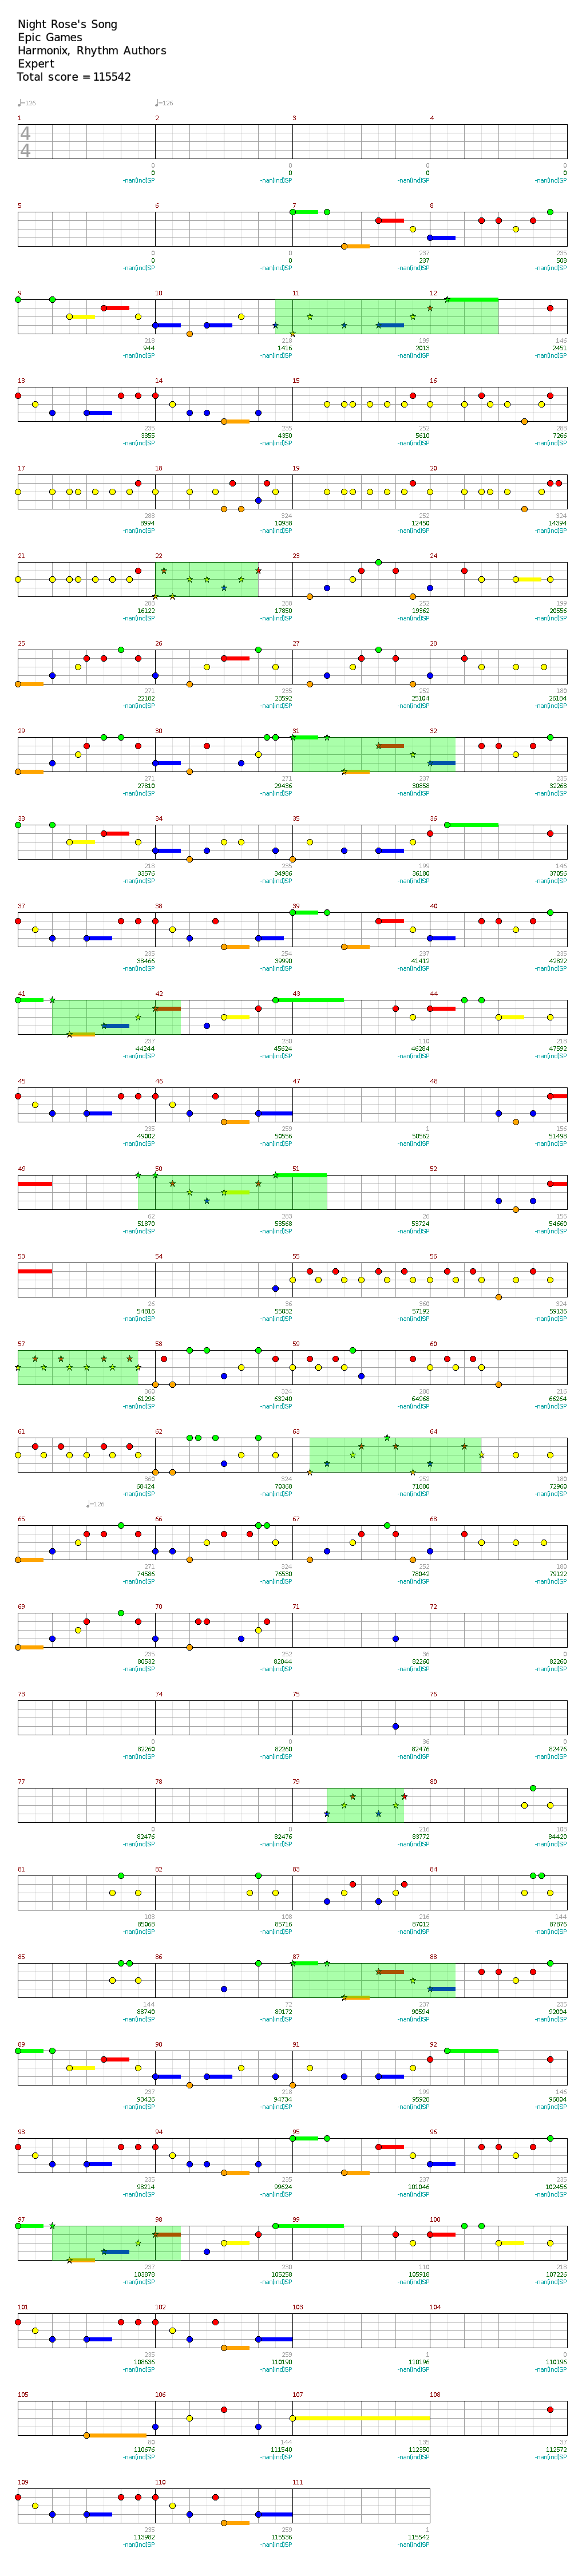 Night Rose's Song
Epic Games
Harmonix, Rhythm Authors
Expert
Total score = 115542
♩=126 ♩=126
1 2 3 4
4
4
0 0 0 0
0 0 0 0
-nan(ind)SP -nan(ind)SP -nan(ind)SP -nan(ind)SP
5 6 7 8
0 0 237 235
0 0 237 508
-nan(ind)SP -nan(ind)SP -nan(ind)SP -nan(ind)SP
9 10 11 12
218 218 199 146
944 1416 2013 2451
-nan(ind)SP -nan(ind)SP -nan(ind)SP -nan(ind)SP
13 14 15 16
235 235 252 288
3355 4350 5610 7266
-nan(ind)SP -nan(ind)SP -nan(ind)SP -nan(ind)SP
17 18 19 20
288 324 252 324
8994 10938 12450 14394
-nan(ind)SP -nan(ind)SP -nan(ind)SP -nan(ind)SP
21 22 23 24
288 288 252 199
16122 17850 19362 20556
-nan(ind)SP -nan(ind)SP -nan(ind)SP -nan(ind)SP
25 26 27 28
271 235 252 180
22182 23592 25104 26184
-nan(ind)SP -nan(ind)SP -nan(ind)SP -nan(ind)SP
29 30 31 32
271 271 237 235
27810 29436 30858 32268
-nan(ind)SP -nan(ind)SP -nan(ind)SP -nan(ind)SP
33 34 35 36
218 235 199 146
33576 34986 36180 37056
-nan(ind)SP -nan(ind)SP -nan(ind)SP -nan(ind)SP
37 38 39 40
235 254 237 235
38466 39990 41412 42822
-nan(ind)SP -nan(ind)SP -nan(ind)SP -nan(ind)SP
41 42 43 44
237 230 110 218
44244 45624 46284 47592
-nan(ind)SP -nan(ind)SP -nan(ind)SP -nan(ind)SP
45 46 47 48
235 259 1 156
49002 50556 50562 51498
-nan(ind)SP -nan(ind)SP -nan(ind)SP -nan(ind)SP
49 50 51 52
62 283 26 156
51870 53568 53724 54660
-nan(ind)SP -nan(ind)SP -nan(ind)SP -nan(ind)SP
53 54 55 56
26 36 360 324
54816 55032 57192 59136
-nan(ind)SP -nan(ind)SP -nan(ind)SP -nan(ind)SP
57 58 59 60
360 324 288 216
61296 63240 64968 66264
-nan(ind)SP -nan(ind)SP -nan(ind)SP -nan(ind)SP
61 62 63 64
360 324 252 180
68424 70368 71880 72960
-nan(ind)SP -nan(ind)SP -nan(ind)SP -nan(ind)SP
♩=126
65 66 67 68
271 324 252 180
74586 76530 78042 79122
-nan(ind)SP -nan(ind)SP -nan(ind)SP -nan(ind)SP
69 70 71 72
235 252 36 0
80532 82044 82260 82260
-nan(ind)SP -nan(ind)SP -nan(ind)SP -nan(ind)SP
73 74 75 76
0 0 36 0
82260 82260 82476 82476
-nan(ind)SP -nan(ind)SP -nan(ind)SP -nan(ind)SP
77 78 79 80
0 0 216 108
82476 82476 83772 84420
-nan(ind)SP -nan(ind)SP -nan(ind)SP -nan(ind)SP
81 82 83 84
108 108 216 144
85068 85716 87012 87876
-nan(ind)SP -nan(ind)SP -nan(ind)SP -nan(ind)SP
85 86 87 88
144 72 237 235
88740 89172 90594 92004
-nan(ind)SP -nan(ind)SP -nan(ind)SP -nan(ind)SP
89 90 91 92
237 218 199 146
93426 94734 95928 96804
-nan(ind)SP -nan(ind)SP -nan(ind)SP -nan(ind)SP
93 94 95 96
235 235 237 235
98214 99624 101046 102456
-nan(ind)SP -nan(ind)SP -nan(ind)SP -nan(ind)SP
97 98 99 100
237 230 110 218
103878 105258 105918 107226
-nan(ind)SP -nan(ind)SP -nan(ind)SP -nan(ind)SP
101 102 103 104
235 259 1 0
108636 110190 110196 110196
-nan(ind)SP -nan(ind)SP -nan(ind)SP -nan(ind)SP
105 106 107 108
80 144 135 37
110676 111540 112350 112572
-nan(ind)SP -nan(ind)SP -nan(ind)SP -nan(ind)SP
109 110 111
235 259 1
113982 115536 115542
-nan(ind)SP -nan(ind)SP -nan(ind)SP